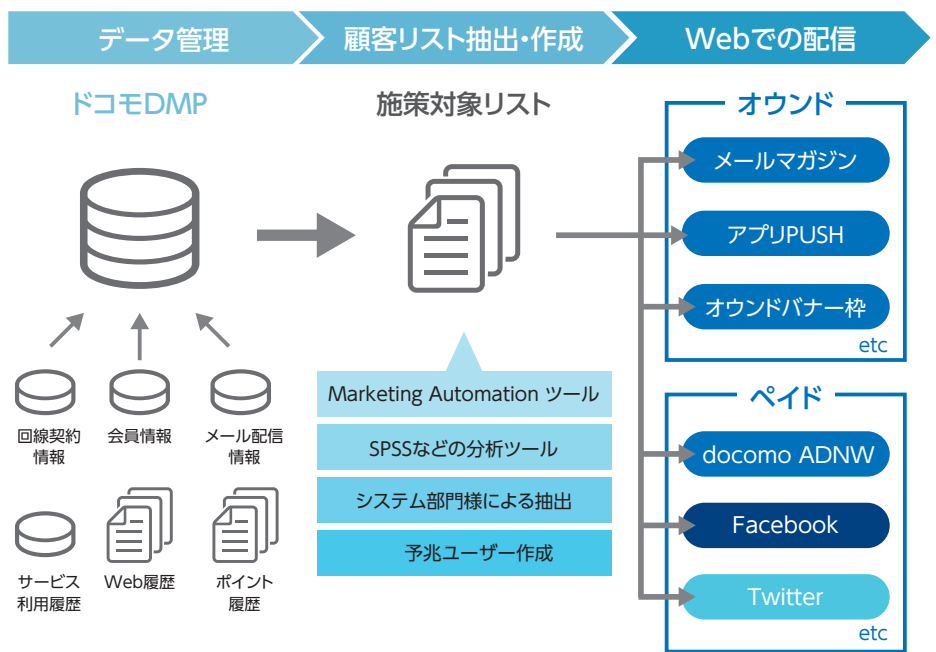 データ管理
顧客リスト抽出・作成
Webでの配信
ドコモDMP
施策対象リスト
オウンド
メールマガジン
アプリPUSH
オウンドバナー枠
etc
回線契約
情報
会員情報
メール配信
情報
サービス
利用履歴
Web履歴
ポイント
履歴
Marketing Automation ツール
SPSSなどの分析ツール
システム部門様による抽出
予兆ユーザー作成
ペイド
docomo ADNW
Facebook
Twitter
etc